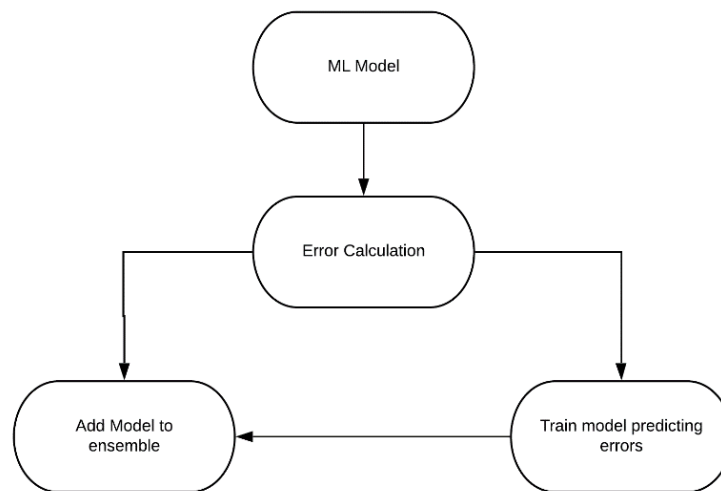 ML Model
Error Calculation
Add Model to
ensemble
Train model predicting
errors